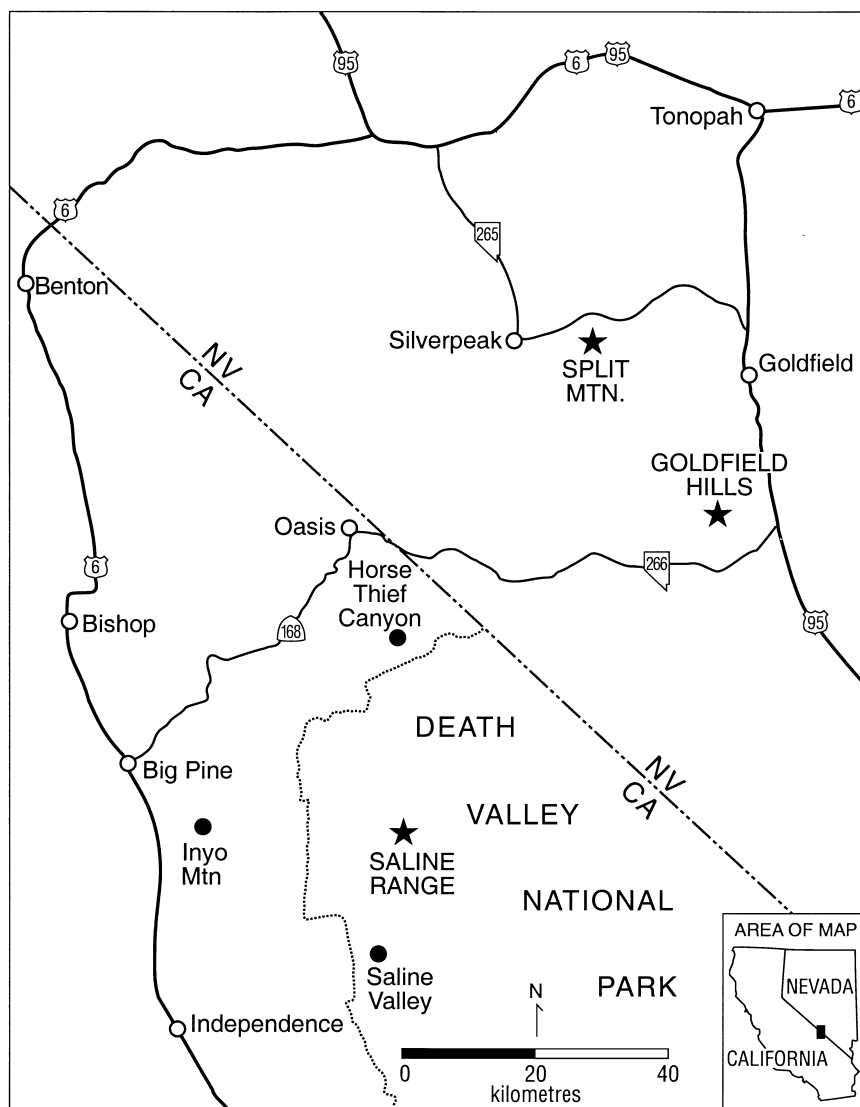 95
6
95
6
Tonopah
6
265
Benton
Silverpeak
SPLIT
MTN.
Goldfield
NV
CA
GOLDFIELD
HILLS
Oasis
Horse
Thief
Canyon
266
6
Bishop
168
95
DEATH
Big Pine
NV
CA
VALLEY
Inyo
Mtn
SALINE
RANGE
NATIONAL
AREA OF MAP
Saline
Valley
N
PARK
NEVADA
Independence
CALIFORNIA
0 20 40
kilometres